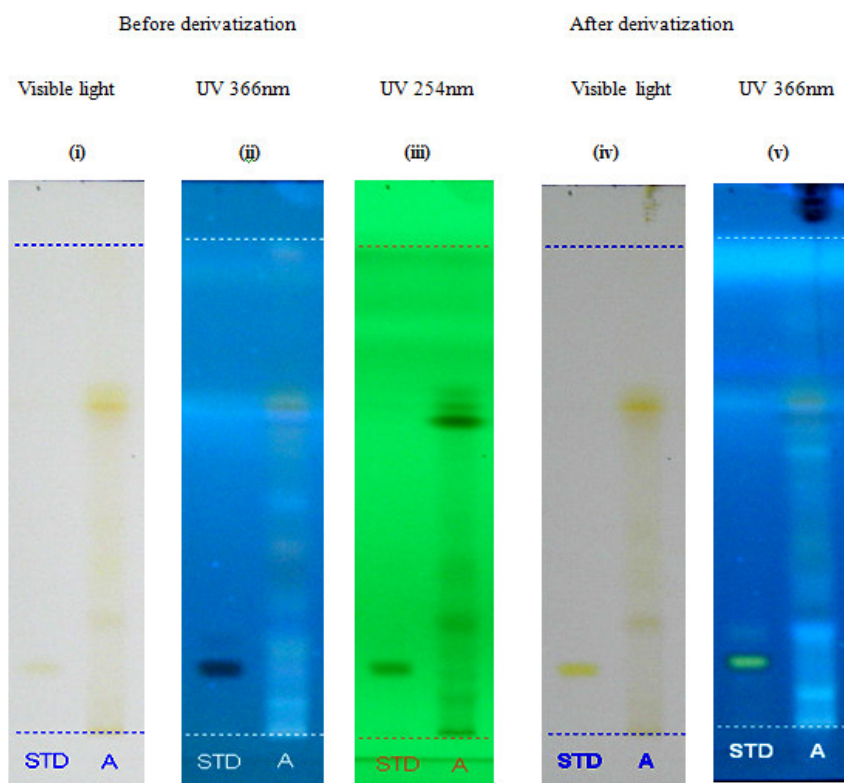 Before derivatization After derivatization
Visible light UV 366nm UV 254nm Visible light UV 366nm
(i) (ii) (iii) (iv) (v)
STD A STD A STD A STD A STD A